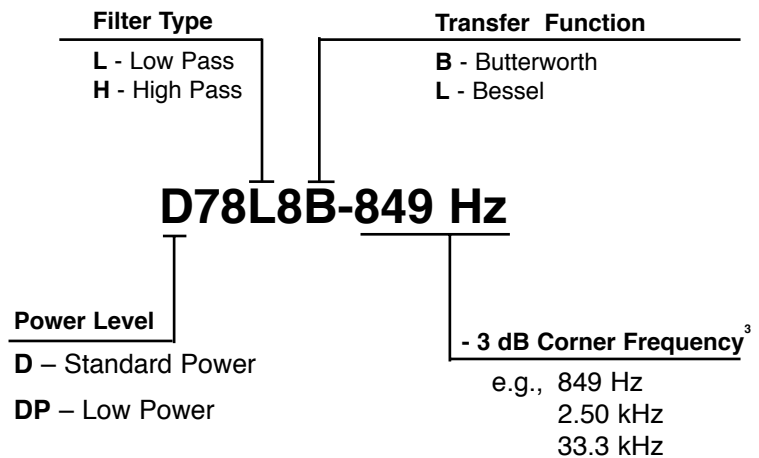 Filter Type
L - Low Pass
H - High Pass
Transfer Function
B - Butterworth
L - Bessel
D78L8B-849 Hz
Power Level
D – Standard Power
DP – Low Power
- 3 dB Corner Frequency³
e.g., 849 Hz
2.50 kHz
33.3 kHz